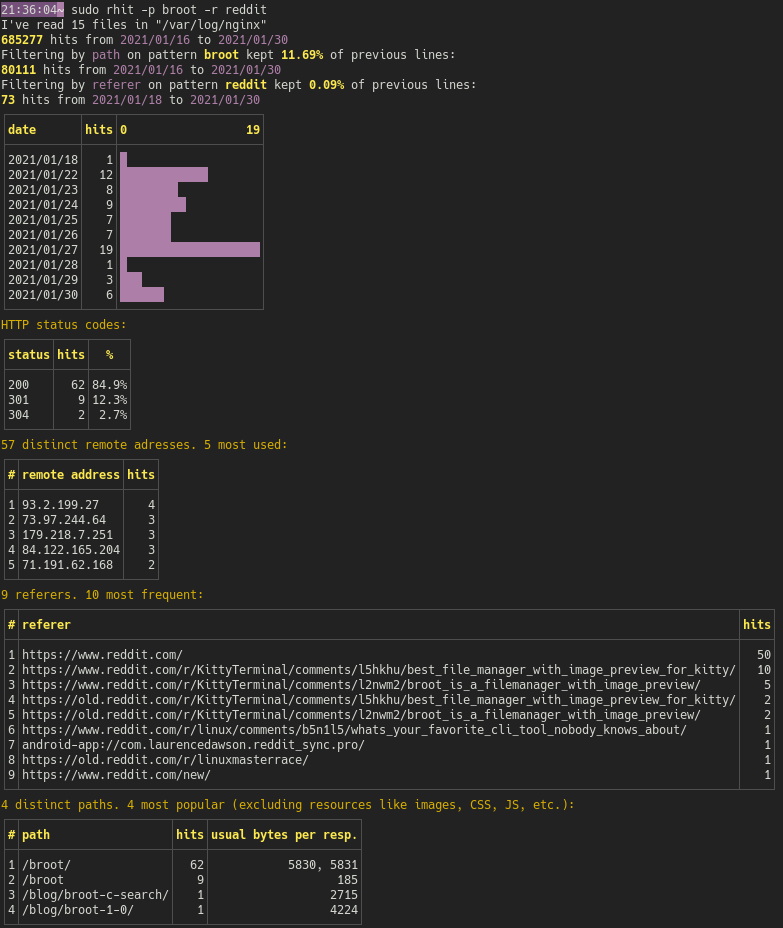 21:36:04~ sudo rhit -p broot -r reddit
I've read 15 files in "/var/log/nginx"
685277 hits from 2021/01/16 to 2021/01/30
Filtering by path on pattern broot kept 11.69% of previous lines:
80111 hits from 2021/01/16 to 2021/01/30
Filtering by referer on pattern reddit kept 0.09% of previous lines:
73 hits from 2021/01/18 to 2021/01/30
date hits 0 19
2021/01/18 1
2021/01/22 12
2021/01/23 8
2021/01/24 9
2021/01/25 7
2021/01/26 7
2021/01/27 19
2021/01/28 1
2021/01/29 3
2021/01/30 6
HTTP status codes:
status hits %
200 62 84.9%
301 9 12.3%
304 2 2.7%
57 distinct remote adresses. 5 most used:
# remote address hits
1 93.2.199.27 4
2 73.97.244.64 3
3 179.218.7.251 3
4 84.122.165.204 3
5 71.191.62.168 2
9 referers. 10 most frequent:
# referer hits
1 https://www.reddit.com/ 50
2 https://www.reddit.com/r/KittyTerminal/comments/l5hkhu/best_file_manager_with_image_preview_for_kitty/ 10
3 https://www.reddit.com/r/KittyTerminal/comments/l2nwm2/broot_is_a_filemanager_with_image_preview/ 5
4 https://old.reddit.com/r/KittyTerminal/comments/l5hkhu/best_file_manager_with_image_preview_for_kitty/ 2
5 https://old.reddit.com/r/KittyTerminal/comments/l2nwm2/broot_is_a_filemanager_with_image_preview/ 2
6 https://www.reddit.com/r/linux/comments/b5n1l5/whats_your_favorite_cli_tool_nobody_knows_about/ 1
7 android-app://com.laurencedawson.reddit_sync.pro/ 1
8 https://old.reddit.com/r/linuxmasterrace/ 1
9 https://www.reddit.com/new/ 1
4 distinct paths. 4 most popular (excluding resources like images, CSS, JS, etc.):
# path hits usual bytes per resp.
1 /broot/ 62 5830, 5831
2 /broot 9 185
3 /blog/broot-c-search/ 1 2715
4 /blog/broot-1-0/ 1 4224